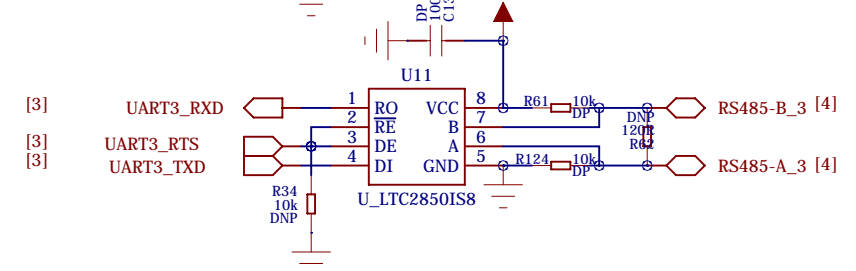 DP
U11
[3] UART3_RXD 1 RO VCC 8 R61 10k DP RS485-B_3 [4]
2 RE B 7 DNP
[3] UART3_RTS 3 DE A 6 120R R62
[3] UART3_TXD 4 DI GND 5 R124 10k DP RS485-A_3 [4]
R34
10k
DNP
U_LTC2850IS8